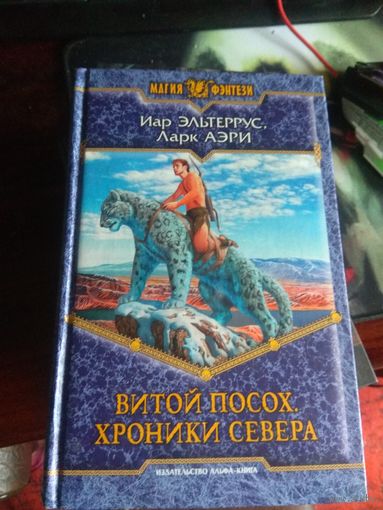 МАГИЯ ФЭНТЕЗИ
Иар ЭЛЬТЕРРУС,
Ларк АЭРИ
ВИТОЙ ПОСОХ.
ХРОНИКИ СЕВЕРА
ИЗДАТЕЛЬСТВО АЛЬФА-КНИГА